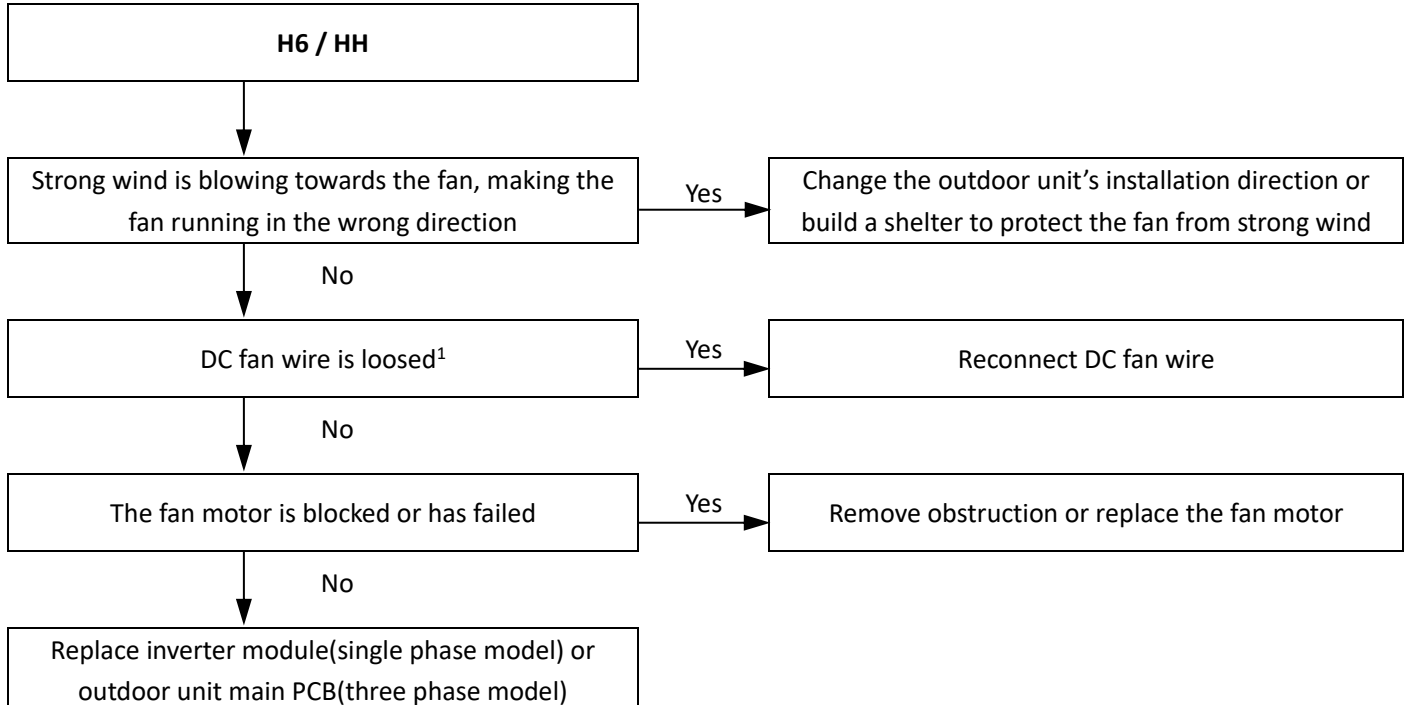 H6 / HH
Strong wind is blowing towards the fan, making the
fan running in the wrong direction
Yes
Change the outdoor unit’s installation direction or
build a shelter to protect the fan from strong wind
No
DC fan wire is loosed¹
Yes
Reconnect DC fan wire
No
The fan motor is blocked or has failed
Yes
Remove obstruction or replace the fan motor
No
Replace inverter module(single phase model) or
outdoor unit main PCB(three phase model)